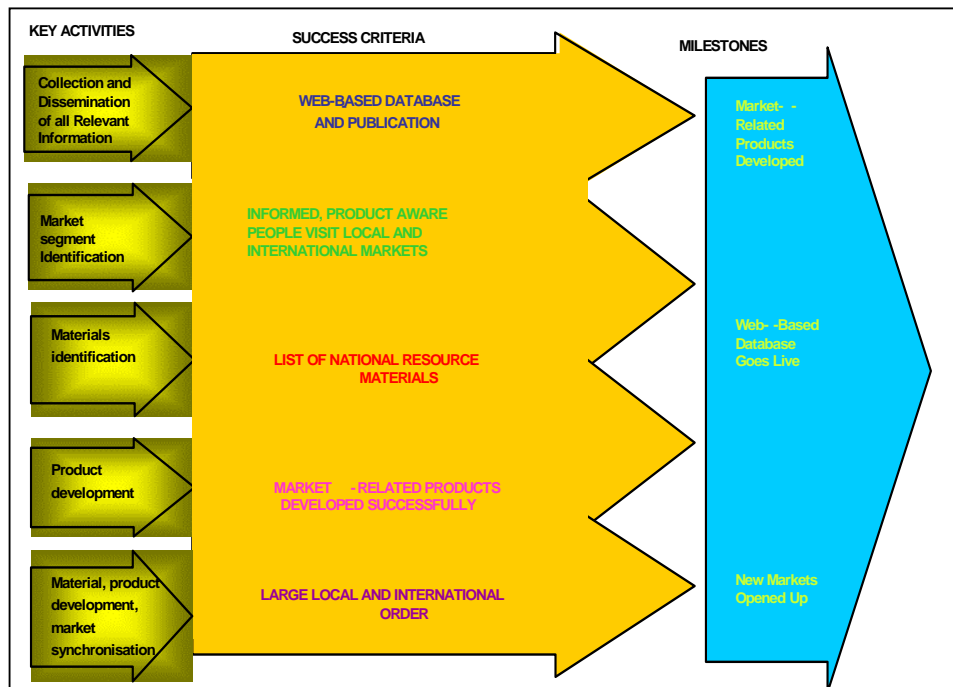 KEY ACTIVITIES
SUCCESS CRITERIA
MILESTONES
Collection and
Dissemination
of all Relevant
Information
WEB-BASED DATABASE
AND PUBLICATION
Market- -
Related
Products
Developed
Market
segment
Identification
INFORMED, PRODUCT AWARE
PEOPLE VISIT LOCAL AND
INTERNATIONAL MARKETS
Materials
identification
LIST OF NATIONAL RESOURCE
MATERIALS
Web- -Based
Database
Goes Live
Product
development
MARKET -RELATED PRODUCTS
DEVELOPED SUCCESSFULLY
Material, product
development,
market
synchronisation
LARGE LOCAL AND INTERNATIONAL
ORDER
New Markets
Opened Up